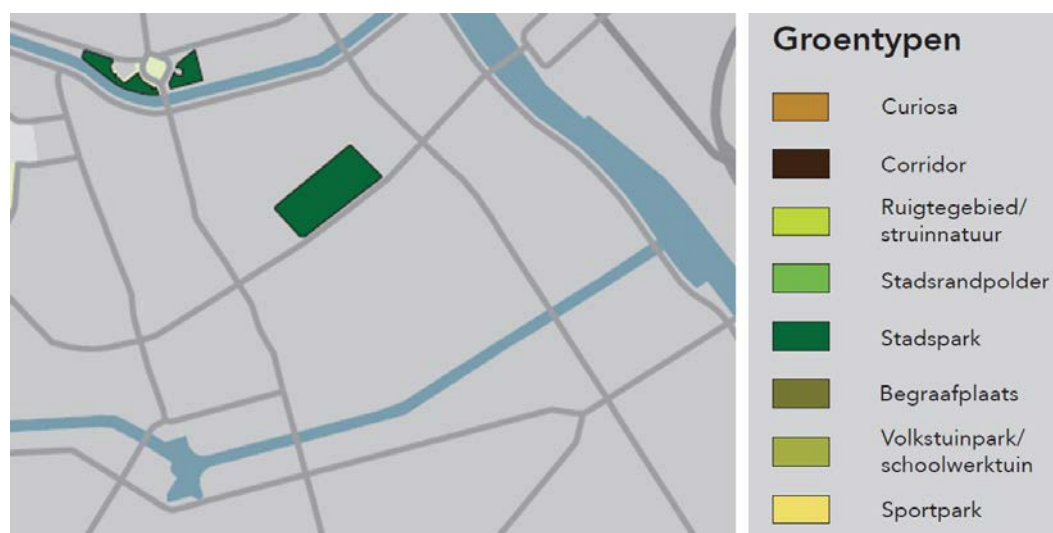 Groentypen
Curiosa
Corridor
Ruigtegebied/
struinnatuur
Stadsrandpolder
Stadspark
Begraafplaats
Volkstuinpark/
schoolwerktuin
Sportpark